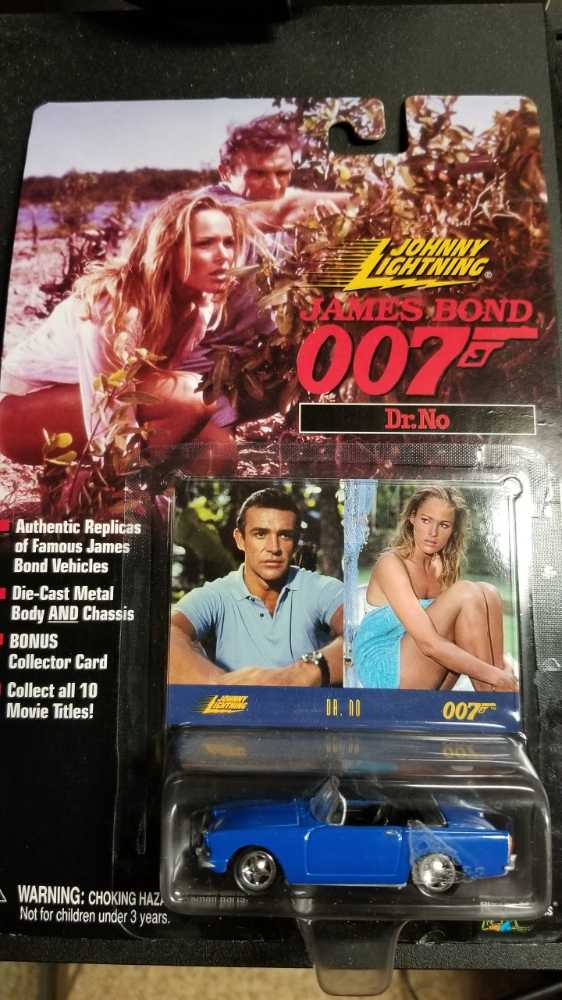 JOHNNY
LIGHTNING®
JAMES BOND
007
Dr.No
Authentic Replicas
of Famous James
Bond Vehicles
Die-Cast Metal
Body AND Chassis
BONUS
Collector Card
Collect all 10
Movie Titles!
JOHNNY
LIGHTNING
DR. NO
007
WARNING: CHOKING HAZA
Not for children under 3 years.